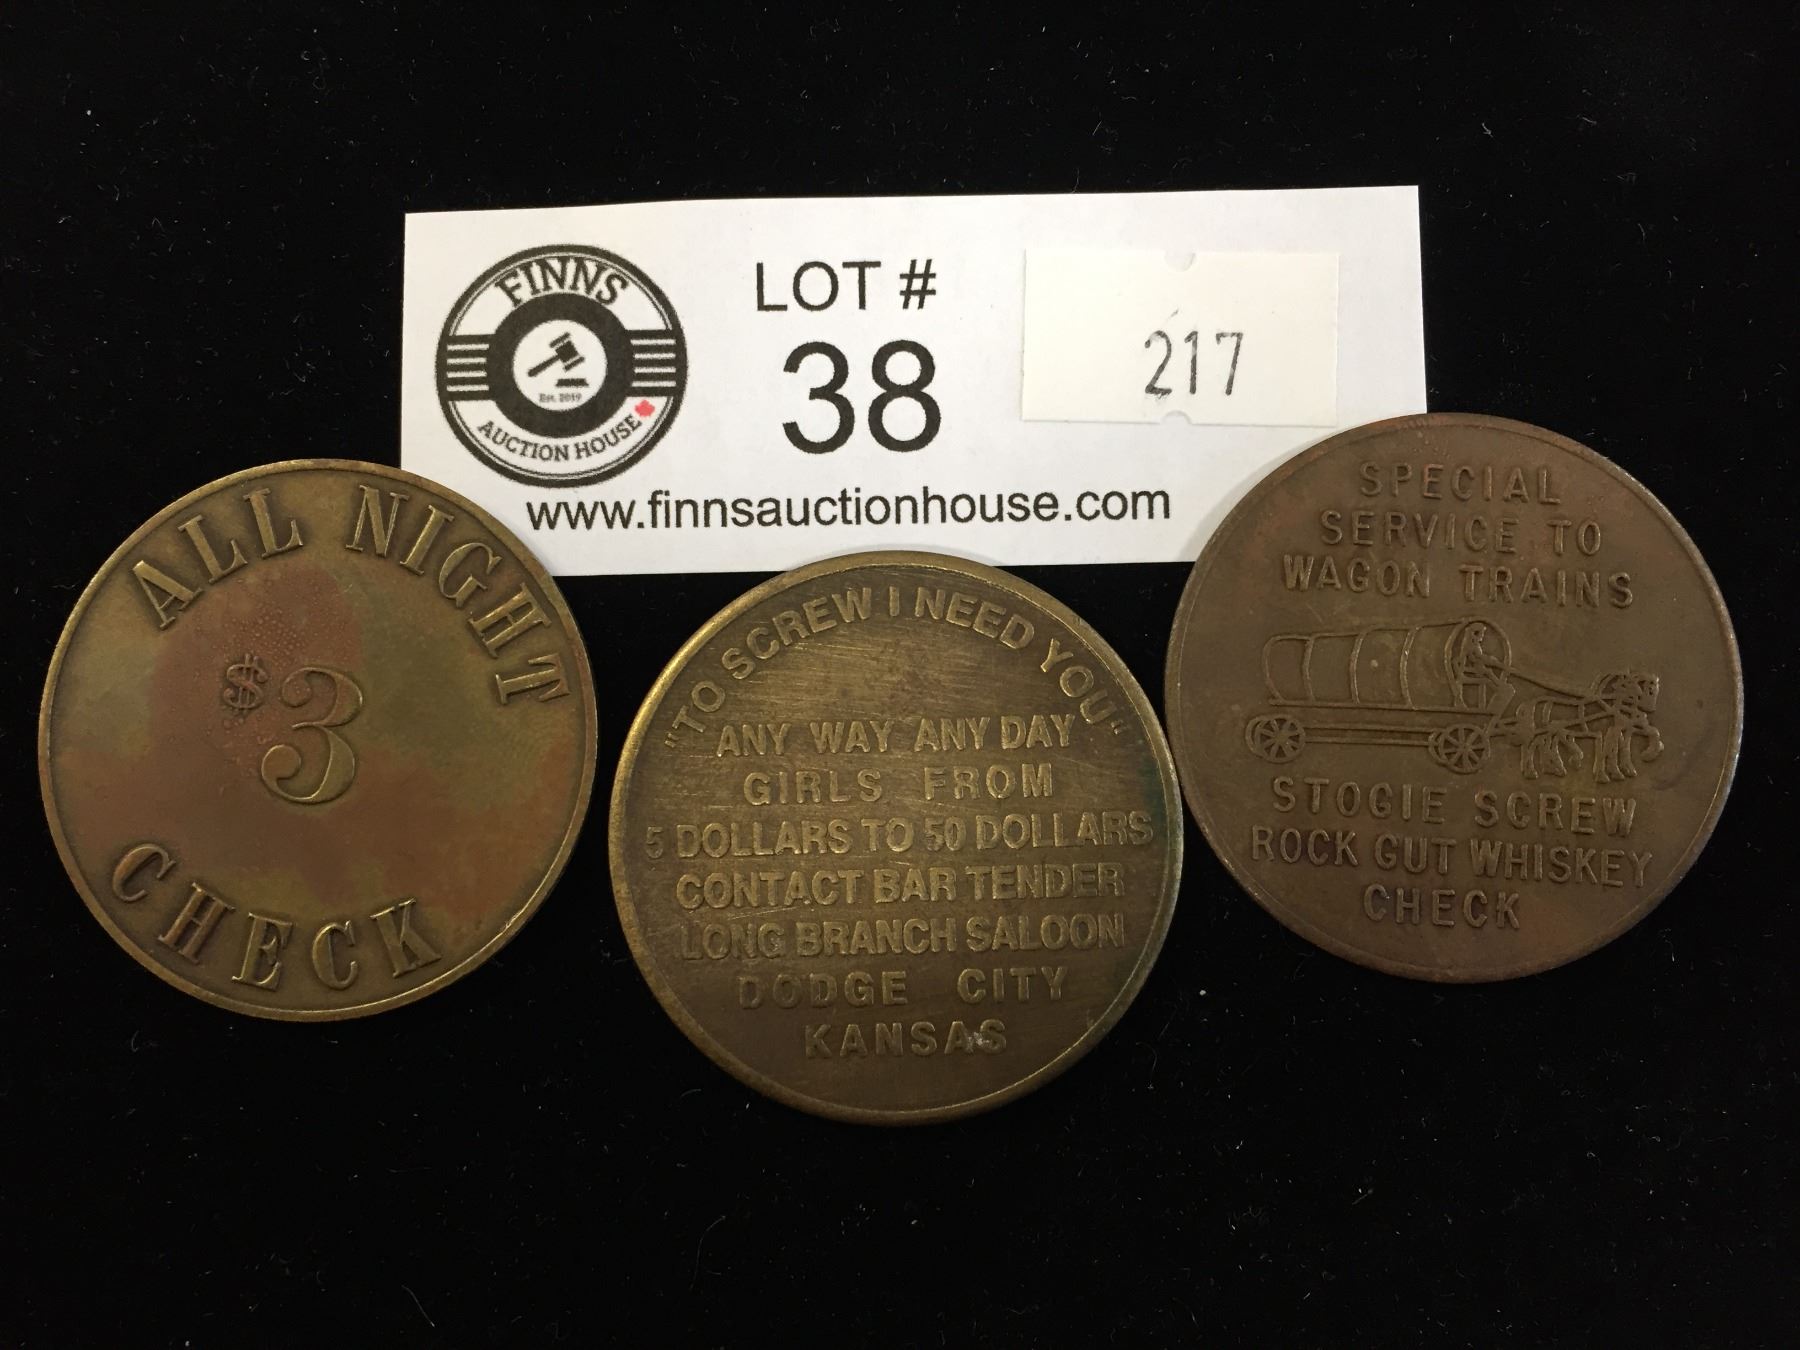 FINNS
Est. 2019
AUCTION HOUSE
LOT #
38
217
www.finnsauctionhouse.com
ALL NIGHT
$3
CHECK
"TO SCREW I NEED YOU"
ANY WAY ANY DAY
GIRLS FROM
5 DOLLARS TO 50 DOLLARS
CONTACT BAR TENDER
LONG BRANCH SALOON
DODGE CITY
KANSAS
SPECIAL
SERVICE TO
WAGON TRAINS
STOGIE SCREW
ROCK GUT WHISKEY
CHECK